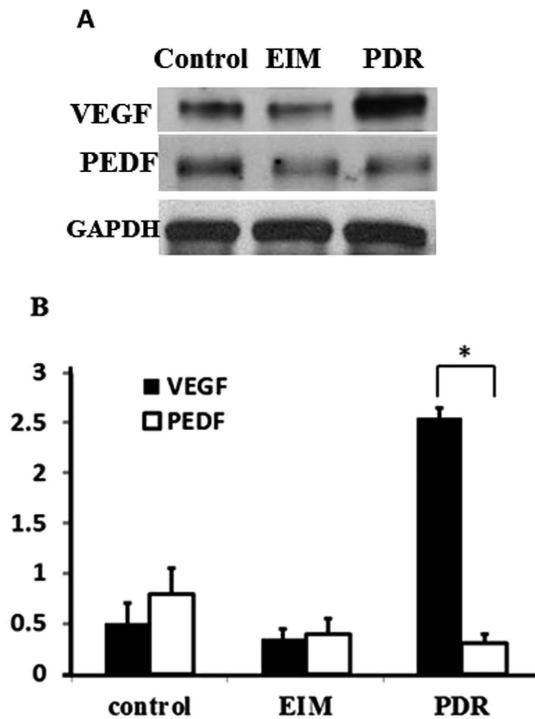 A
Control EIM PDR
VEGF
PEDF
GAPDH
B
*
3
VEGF
2.5
PEDF
2
1.5
1
0.5
0
control EIM PDR